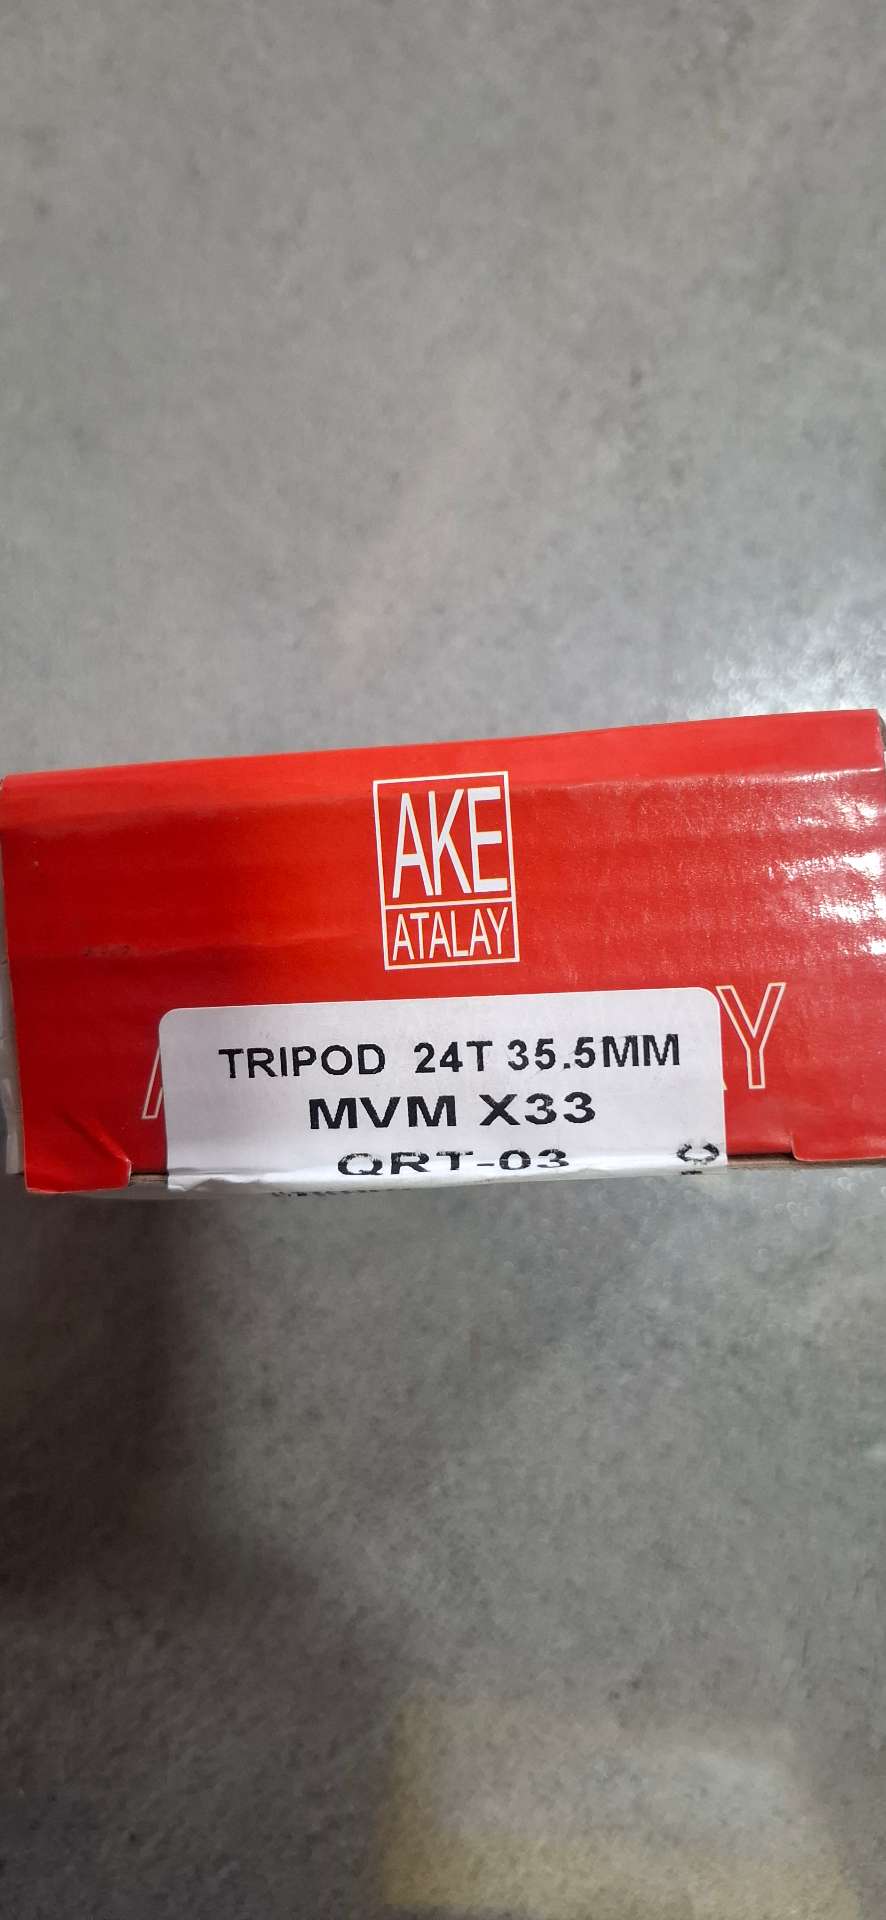 AKE
ATALAY
TRIPOD 24T 35.5MM
MVM X33
QRT-03